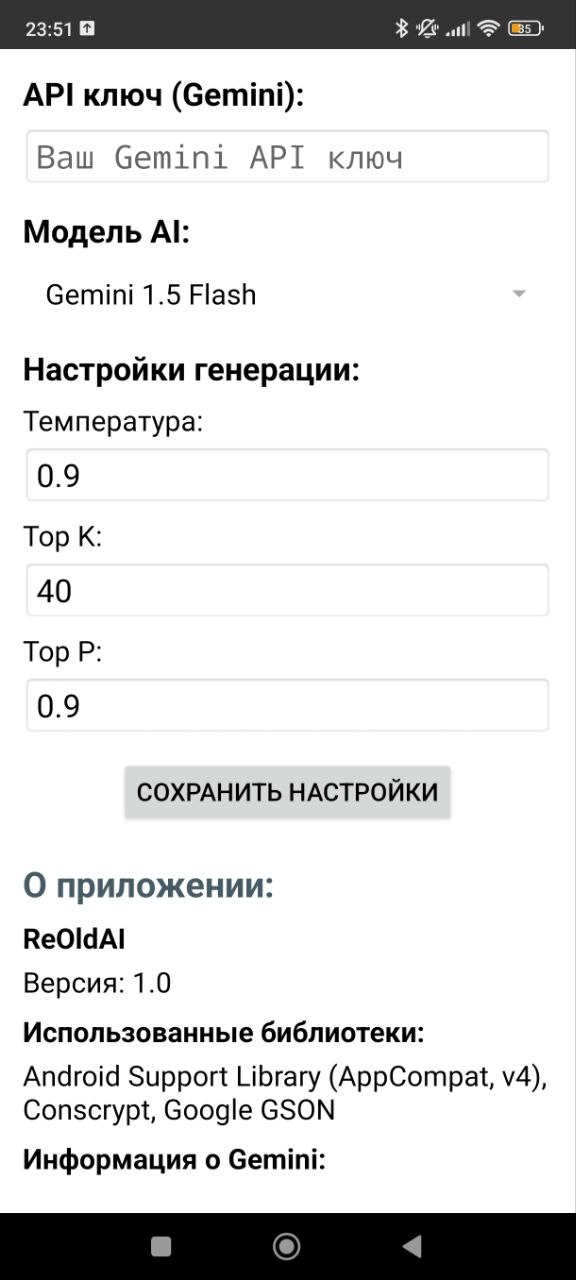 23:51
85
API ключ (Gemini):
Ваш Gemini API ключ
Модель AI:
Gemini 1.5 Flash
Настройки генерации:
Температура:
0.9
Top K:
40
Top P:
0.9
СОХРАНИТЬ НАСТРОЙКИ
О приложении:
ReOldAI
Версия: 1.0
Использованные библиотеки:
Android Support Library (AppCompat, v4),
Conscrypt, Google GSON
Информация о Gemini: